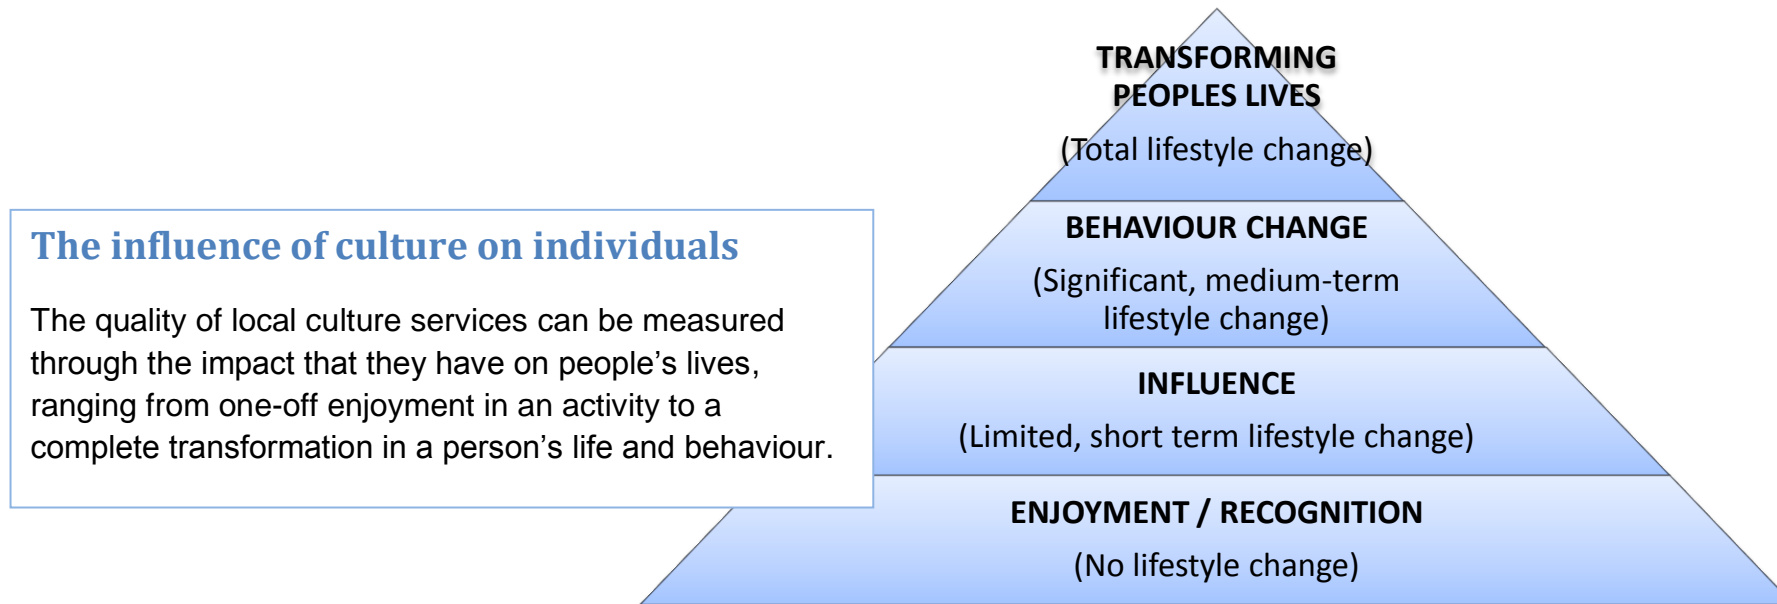 The influence of culture on individuals
The quality of local culture services can be measured
through the impact that they have on people’s lives,
ranging from one-off enjoyment in an activity to a
complete transformation in a person’s life and behaviour.
TRANSFORMING
PEOPLES LIVES
(Total lifestyle change)
BEHAVIOUR CHANGE
(Significant, medium-term
lifestyle change)
INFLUENCE
(Limited, short term lifestyle change)
ENJOYMENT / RECOGNITION
(No lifestyle change)